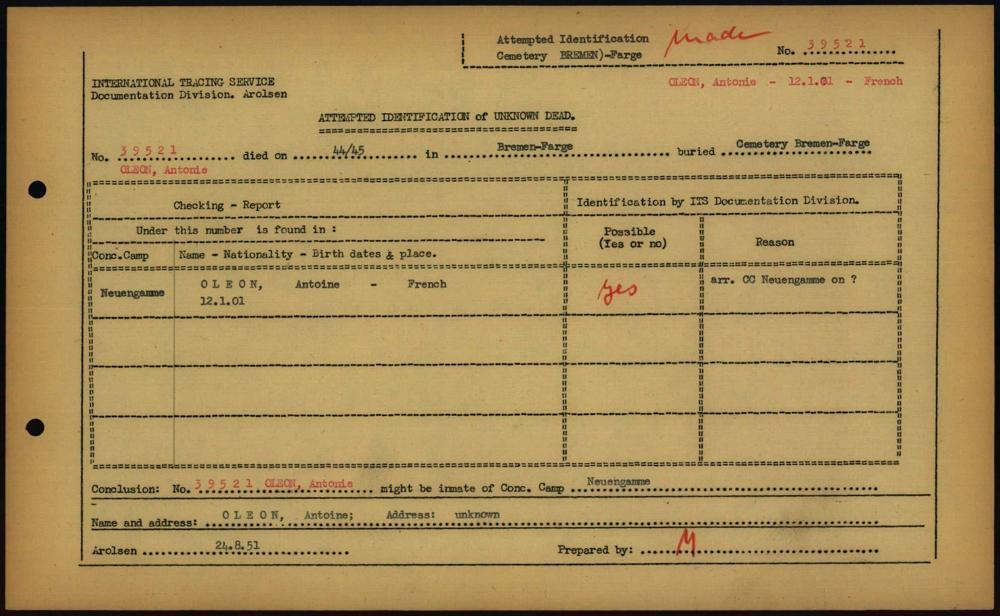 Attempted Identification
Cemetery BREMEN)-Farge
made
No. 39521
INTERNATIONAL TRACING SERVICE
Documentation Division. Arolsen
OLEON, Antonie - 12.1.01 - French
ATTEMPTED IDENTIFICATION of UNKNOWN DEAD.
No. 39521 died on 44/45 in Bremen-Farge buried Cemetery Bremen-Farge
OLEON, Antonie
Checking - Report
Identification by ITS Documentation Division.
Under this number is found in :
Possible
(Yes or no)
Reason
Conc.Camp
Name - Nationality - Birth dates & place.
Neuengamme
O L E O N, Antoine - French
12.1.01
yes
arr. CC Neuengamme on ?
Conclusion: No. 39521 OLEON, Antonie might be inmate of Conc. Camp Neuengamme
Name and address: O L E O N, Antoine; Address: unknown
Arolsen 24.8.51 Prepared by: M